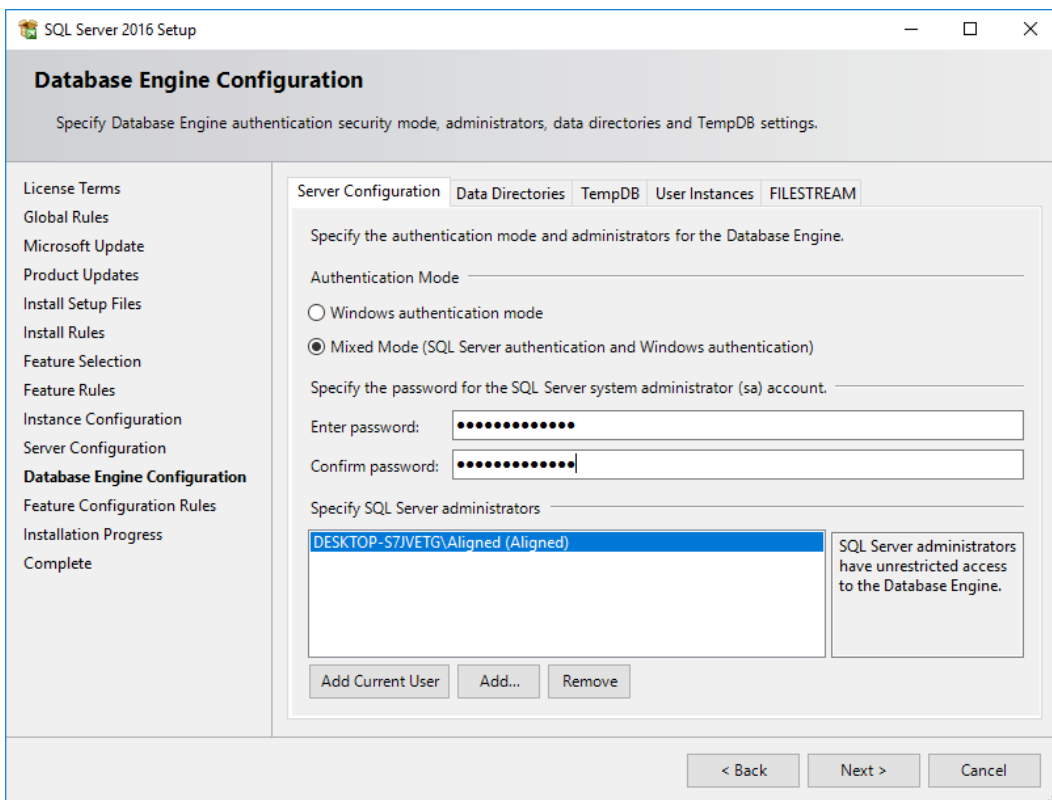 SQL Server 2016 Setup
Database Engine Configuration
Specify Database Engine authentication security mode, administrators, data directories and TempDB settings.
License Terms
Global Rules
Microsoft Update
Product Updates
Install Setup Files
Install Rules
Feature Selection
Feature Rules
Instance Configuration
Server Configuration
Database Engine Configuration
Feature Configuration Rules
Installation Progress
Complete
Server Configuration Data Directories TempDB User Instances FILESTREAM
Specify the authentication mode and administrators for the Database Engine.
Authentication Mode
Windows authentication mode
Mixed Mode (SQL Server authentication and Windows authentication)
Specify the password for the SQL Server system administrator (sa) account.
Enter password: ●●●●●●●●●●●●●
Confirm password: ●●●●●●●●●●●●●
Specify SQL Server administrators
DESKTOP-S7JVETG\Aligned (Aligned)
SQL Server administrators
have unrestricted access
to the Database Engine.
Add Current User Add... Remove
< Back Next > Cancel